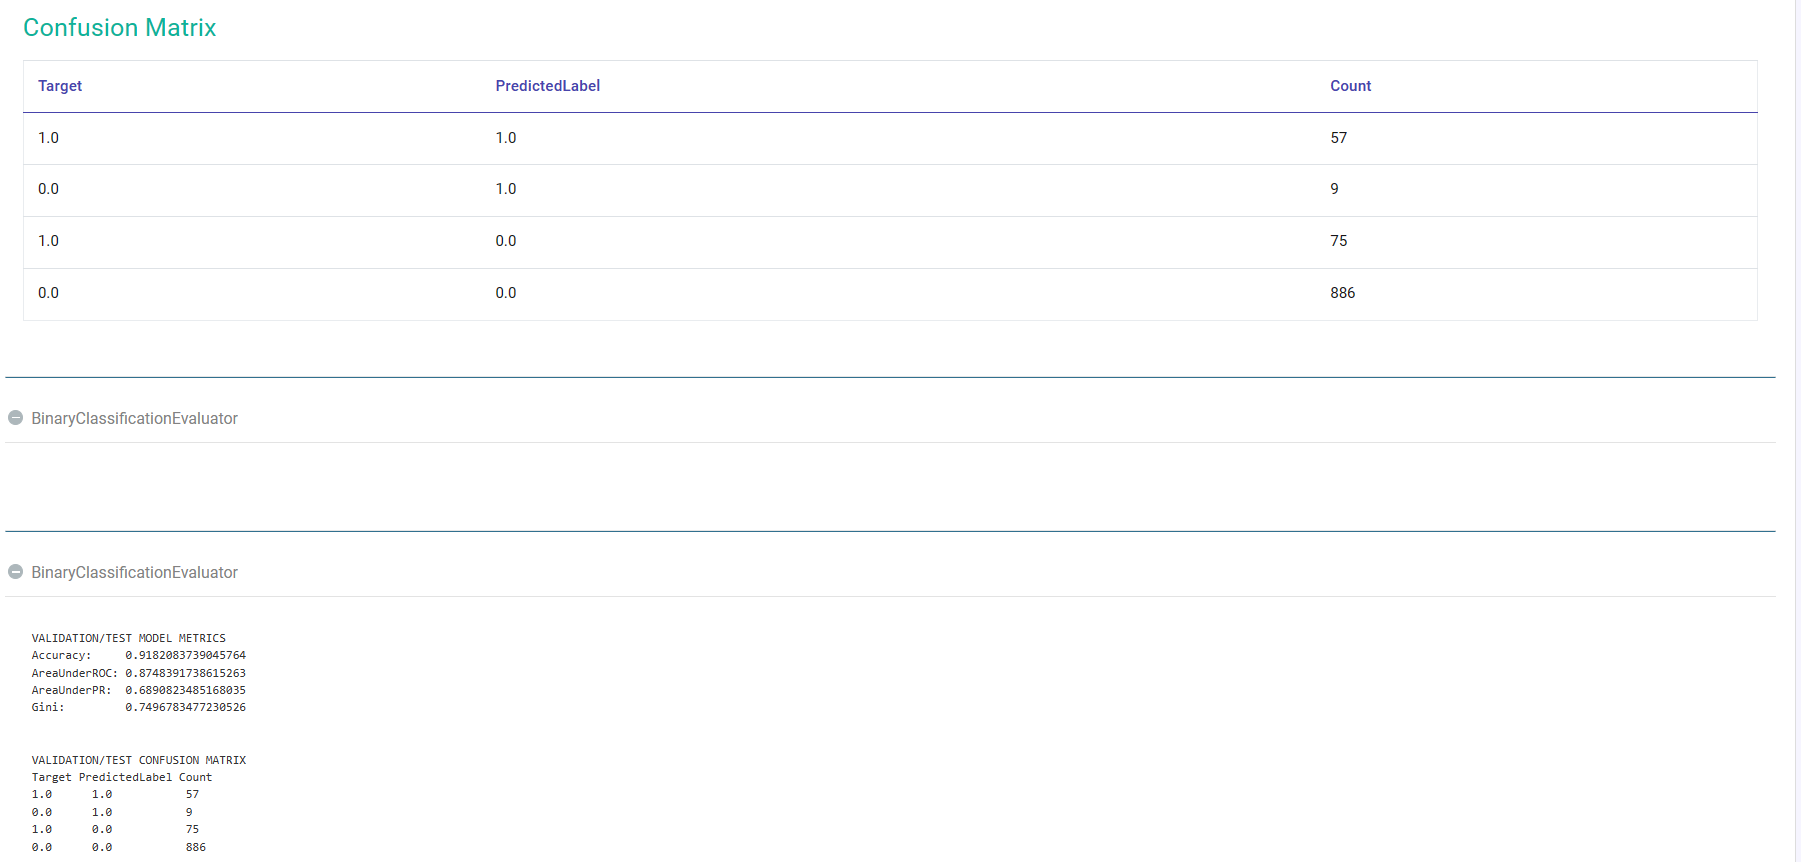 Confusion Matrix
Target PredictedLabel Count
1.0 1.0 57
0.0 1.0 9
1.0 0.0 75
0.0 0.0 886
BinaryClassificationEvaluator
BinaryClassificationEvaluator
VALIDATION/TEST MODEL METRICS
Accuracy: 0.9182083739045764
AreaUnderROC: 0.8748391738615263
AreaUnderPR: 0.6890823485168035
Gini: 0.7496783477230526
VALIDATION/TEST CONFUSION MATRIX
Target PredictedLabel Count
1.0 1.0 57
0.0 1.0 9
1.0 0.0 75
0.0 0.0 886